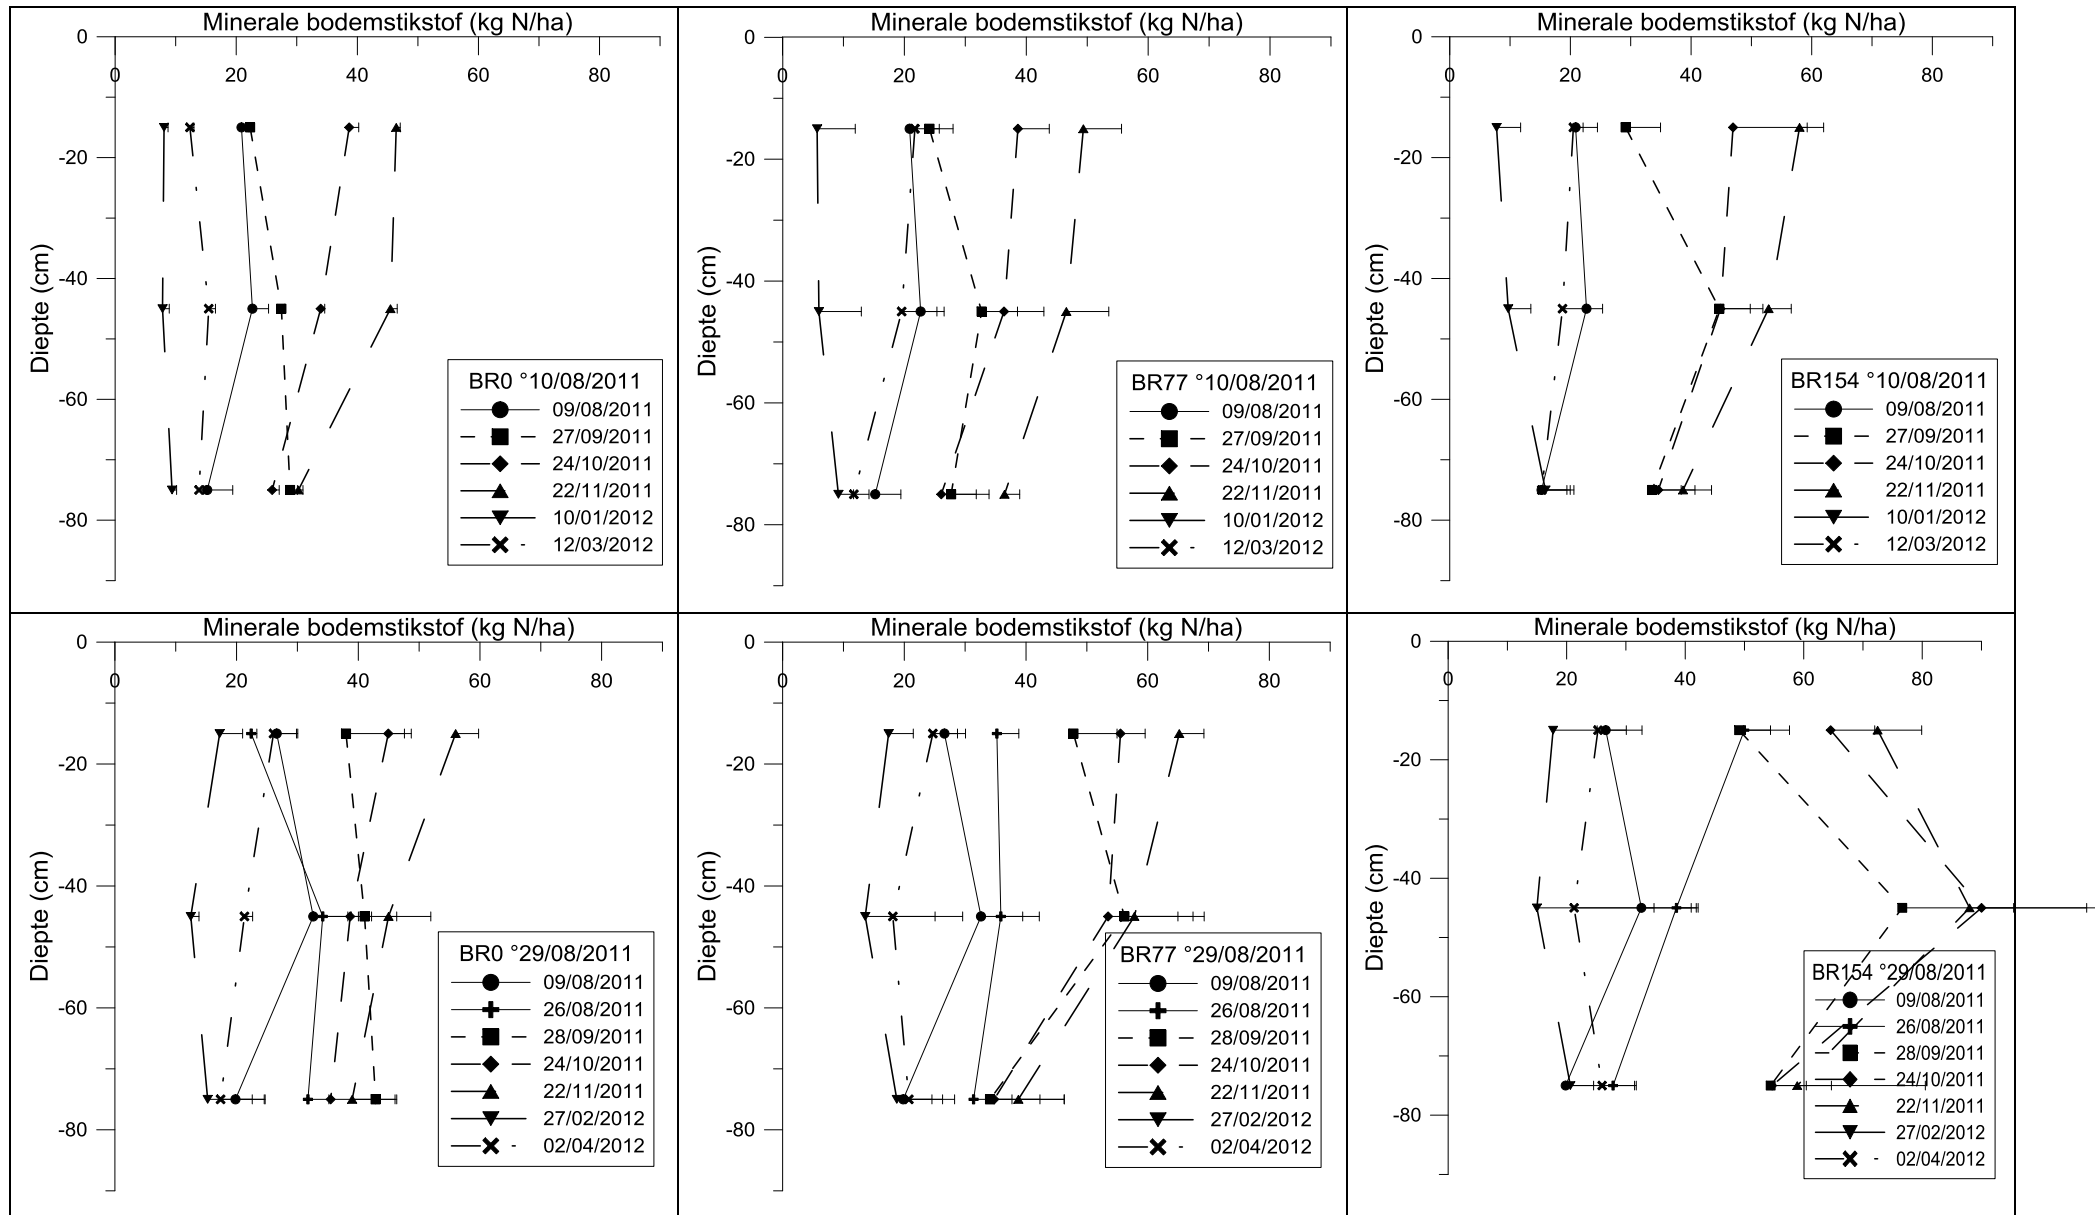 Minerale bodemstikstof (kg N/ha)
0
0 20 40 60 80
-20
-40
-60
-80
Diepte (cm)
BR0 °10/08/2011
09/08/2011
27/09/2011
24/10/2011
22/11/2011
10/01/2012
12/03/2012
Minerale bodemstikstof (kg N/ha)
0
0 20 40 60 80
-20
-40
-60
-80
Diepte (cm)
BR77 °10/08/2011
09/08/2011
27/09/2011
24/10/2011
22/11/2011
10/01/2012
12/03/2012
Minerale bodemstikstof (kg N/ha)
0
0 20 40 60 80
-20
-40
-60
-80
Diepte (cm)
BR154 °10/08/2011
09/08/2011
27/09/2011
24/10/2011
22/11/2011
10/01/2012
12/03/2012
Minerale bodemstikstof (kg N/ha)
0
0 20 40 60 80
-20
-40
-60
-80
Diepte (cm)
BR0 °29/08/2011
09/08/2011
26/08/2011
28/09/2011
24/10/2011
22/11/2011
27/02/2012
02/04/2012
Minerale bodemstikstof (kg N/ha)
0
0 20 40 60 80
-20
-40
-60
-80
Diepte (cm)
BR77 °29/08/2011
09/08/2011
26/08/2011
28/09/2011
24/10/2011
22/11/2011
27/02/2012
02/04/2012
Minerale bodemstikstof (kg N/ha)
0
0 20 40 60 80
-20
-40
-60
-80
Diepte (cm)
BR154 °29/08/2011
09/08/2011
26/08/2011
28/09/2011
24/10/2011
22/11/2011
27/02/2012
02/04/2012